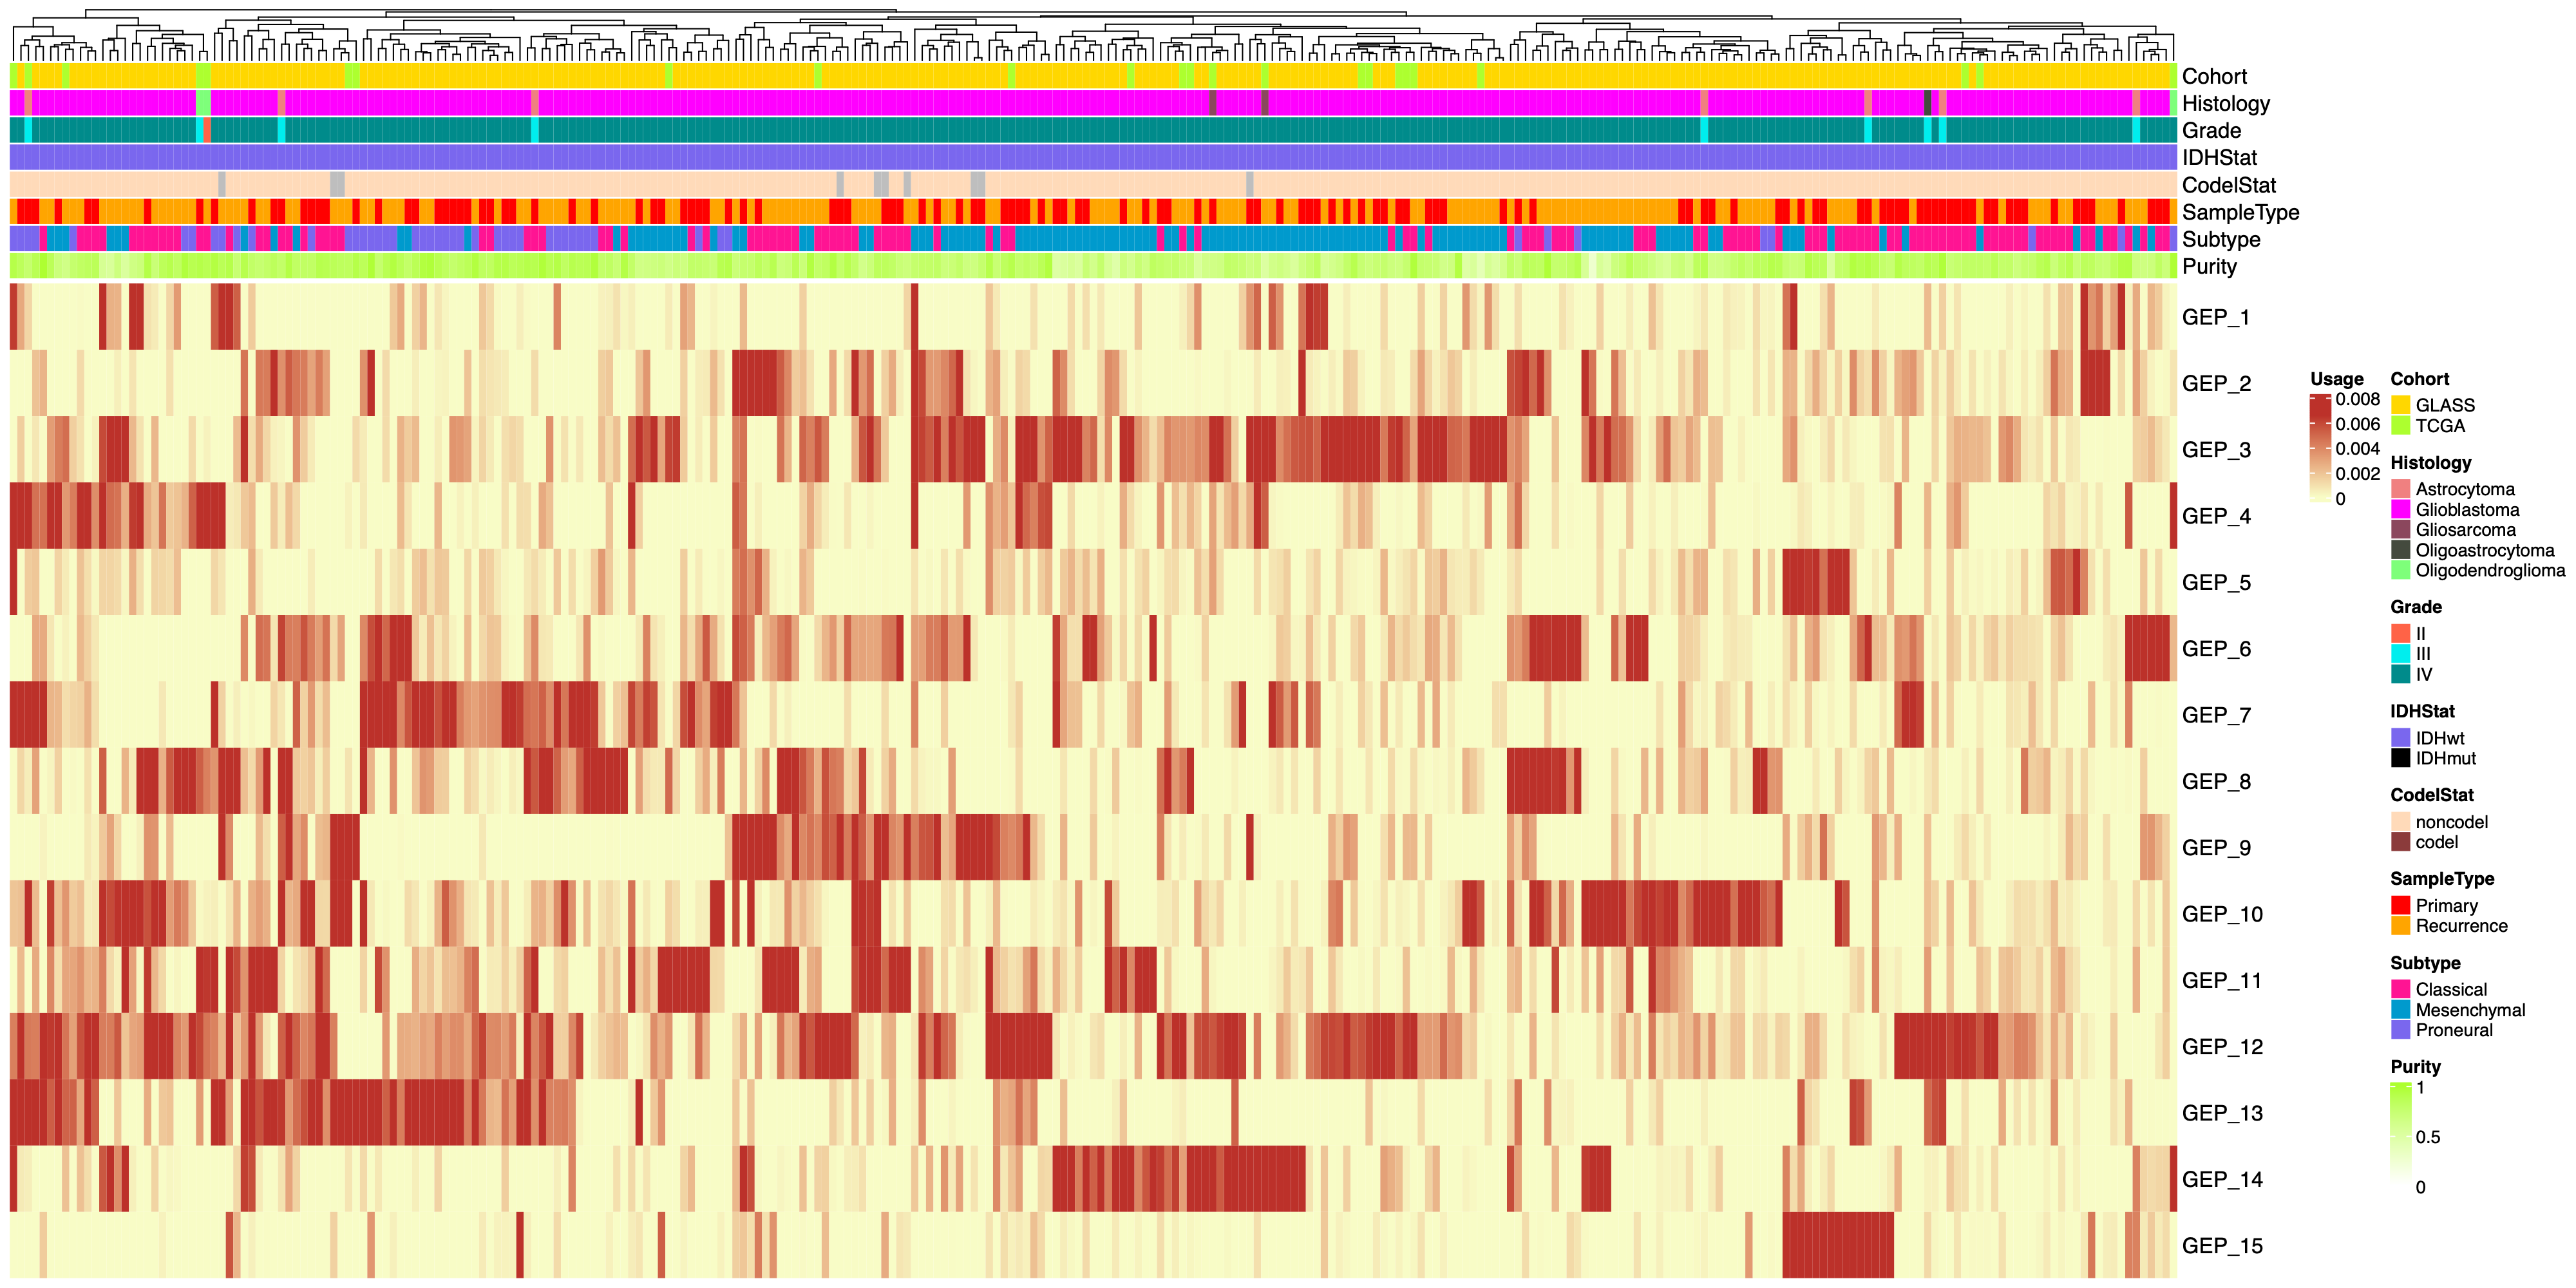 Cohort
Histology
Grade
IDHStat
CodelStat
SampleType
Subtype
Purity
GEP_1
GEP_2
GEP_3
GEP_4
GEP_5
GEP_6
GEP_7
GEP_8
GEP_9
GEP_10
GEP_11
GEP_12
GEP_13
GEP_14
GEP_15
Usage
0.008
0.006
0.004
0.002
0
Cohort
GLASS
TCGA
Histology
Astrocytoma
Glioblastoma
Gliosarcoma
Oligoastrocytoma
Oligodendroglioma
Grade
II
III
IV
IDHStat
IDHwt
IDHmut
CodelStat
noncodel
codel
SampleType
Primary
Recurrence
Subtype
Classical
Mesenchymal
Proneural
Purity
1
0.5
0